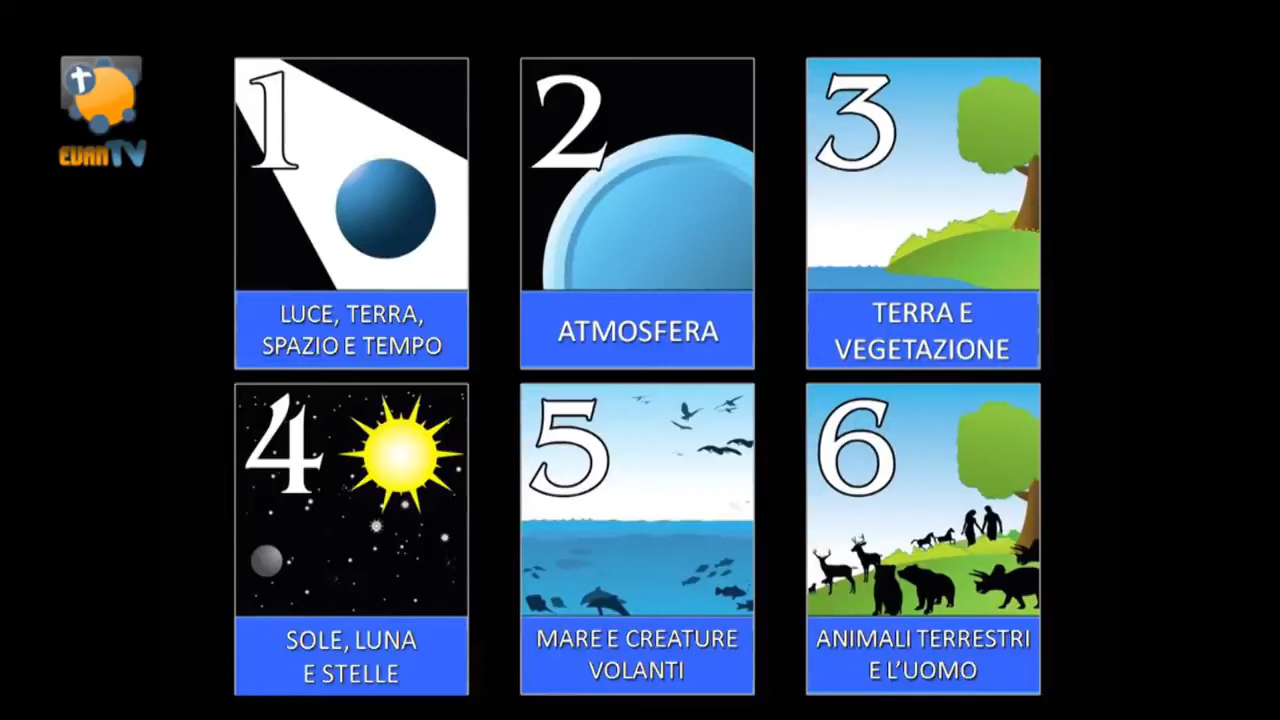 EVANTV
1
LUCE, TERRA,
SPAZIO E TEMPO
2
ATMOSFERA
3
TERRA E
VEGETAZIONE
4
SOLE, LUNA
E STELLE
5
MARE E CREATURE
VOLANTI
6
ANIMALI TERRESTRI
E L'UOMO